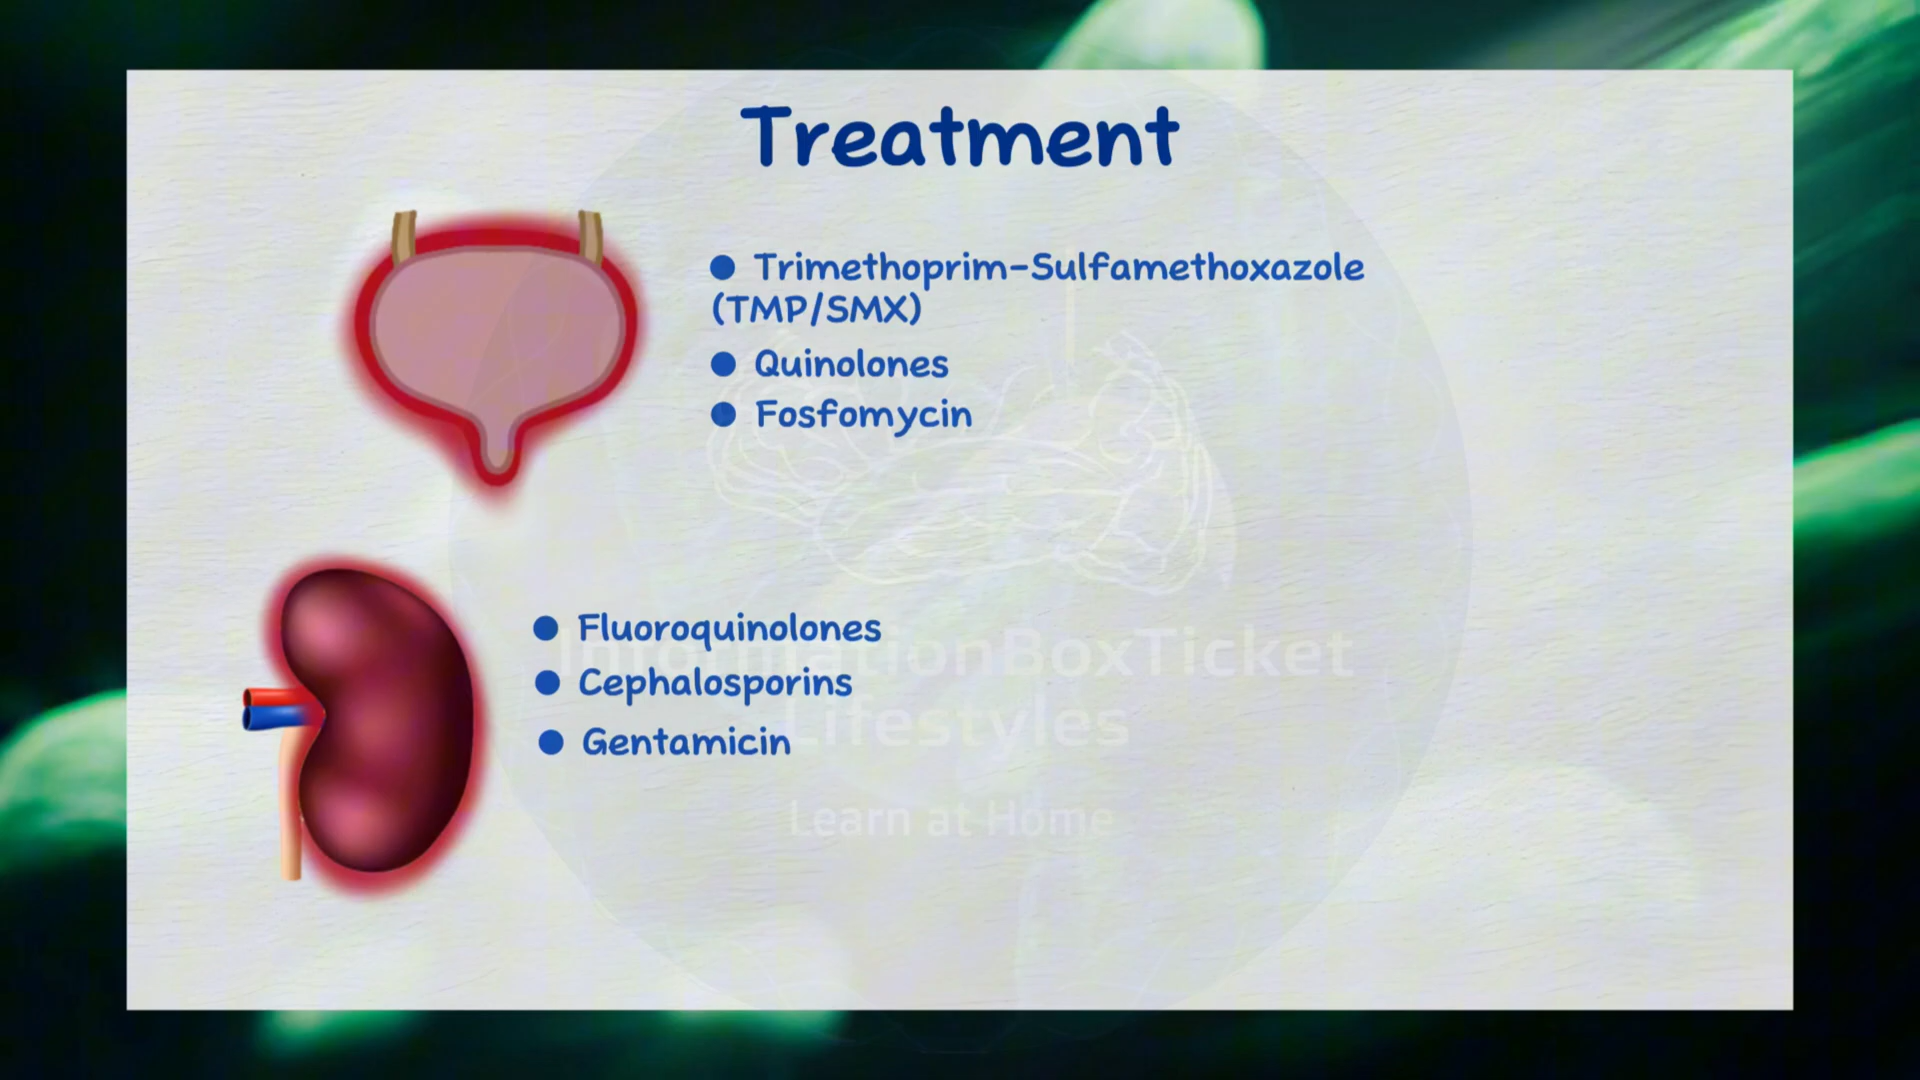 Treatment
● Trimethoprim-Sulfamethoxazole
(TMP/SMX)
● Quinolones
● Fosfomycin
● Fluoroquinolones
InformationBoxTicket
● Cephalosporins
Lifestyles
● Gentamicin
Learn at Home